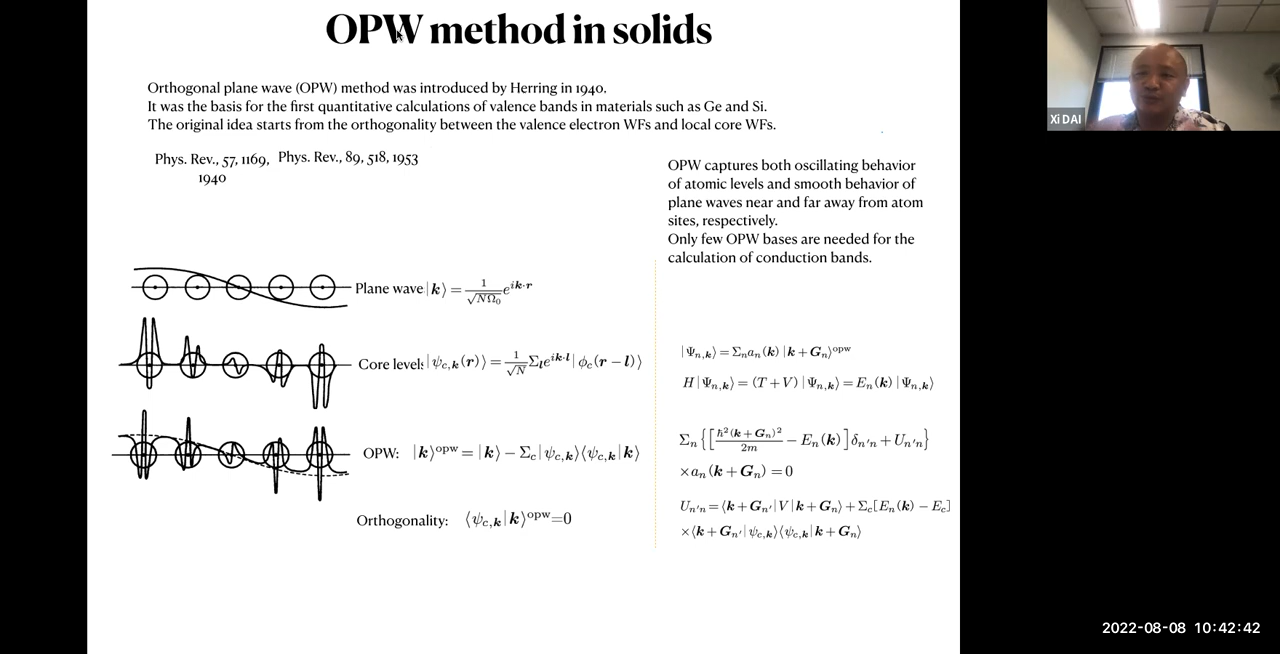 OPW method in solids
Orthogonal plane wave (OPW) method was introduced by Herring in 1940.
It was the basis for the first quantitative calculations of valence bands in materials such as Ge and Si.
The original idea starts from the orthogonality between the valence electron WFs and local core WFs.
Phys. Rev., 57, 1169, Phys. Rev., 89, 518, 1953
1940
OPW captures both oscillating behavior
of atomic levels and smooth behavior of
plane waves near and far away from atom
sites, respectively.
Only few OPW bases are needed for the
calculation of conduction bands.
Plane wave |k⟩ = 1/√(NΩ₀) e^{ik·r}
Core levels |ψ_{c,k}(r)⟩ = 1/√N Σ_l e^{ik·l} |ϕ_c(r − l)⟩
OPW: |k⟩^{opw} = |k⟩ − Σ_c|ψ_{c,k}⟩⟨ψ_{c,k}|k⟩
Orthogonality: ⟨ψ_{c,k}|k⟩^{opw}=0
|Ψ_{n,k}⟩ = Σ_n a_n(k) |k + G_n⟩^{opw}
H|Ψ_{n,k}⟩ = (T + V) |Ψ_{n,k}⟩ = E_n(k) |Ψ_{n,k}⟩
Σ_n {[ħ²(k + G_n)²/2m − E_n(k)]δ_{n′n} + U_{n′n}}
×a_n(k + G_n) = 0
U_{n′n} = ⟨k + G_{n′}|V|k + G_n⟩ + Σ_c[E_n(k) − E_c]
×⟨k + G_{n′}|ψ_{c,k}⟩⟨ψ_{c,k}|k + G_n⟩
Xi DAI
2022-08-08 10:42:42